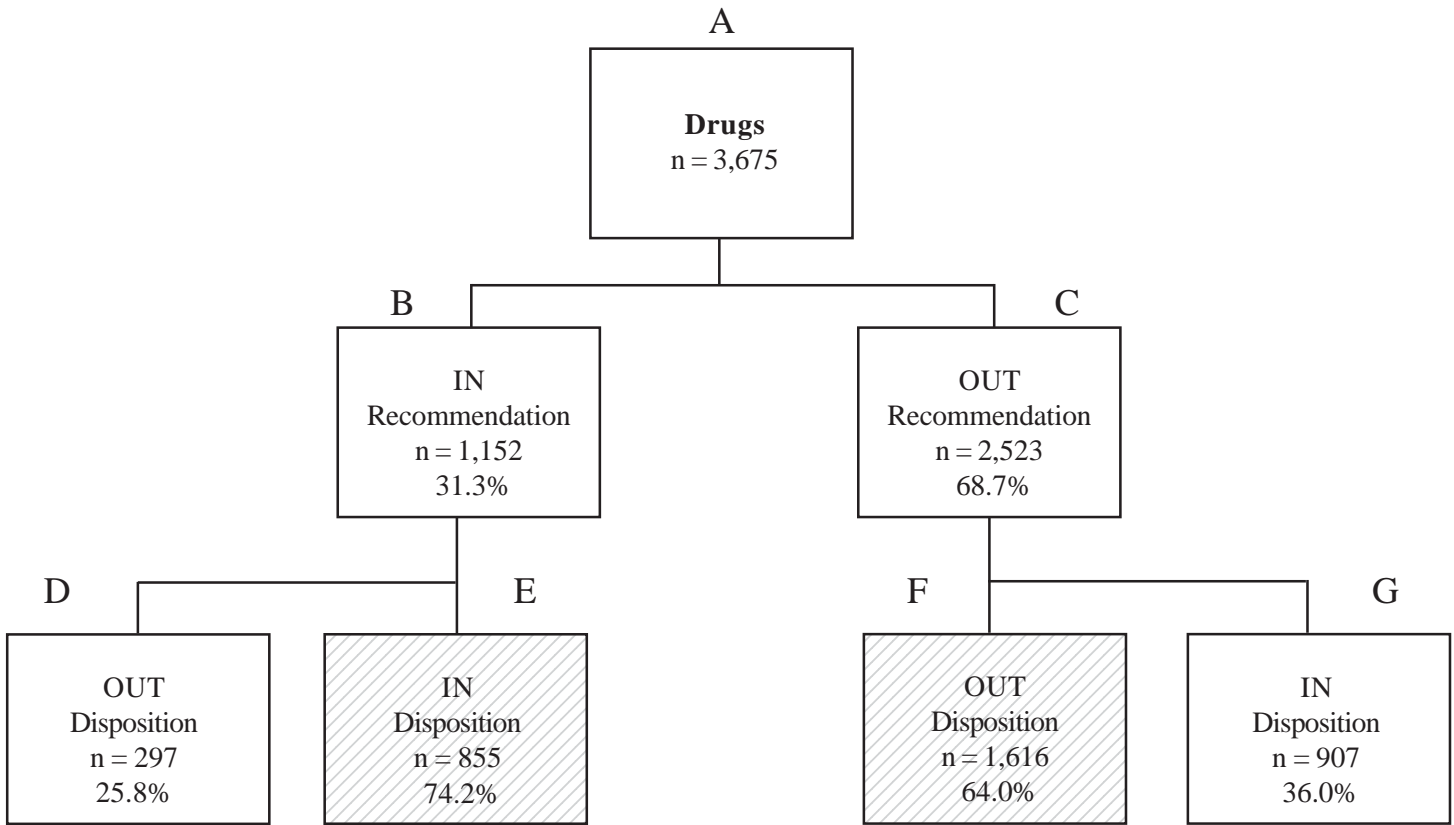 A
Drugs
n = 3,675
B
C
IN
Recommendation
n = 1,152
31.3%
OUT
Recommendation
n = 2,523
68.7%
D
E
F
G
OUT
Disposition
n = 297
25.8%
IN
Disposition
n = 855
74.2%
OUT
Disposition
n = 1,616
64.0%
IN
Disposition
n = 907
36.0%